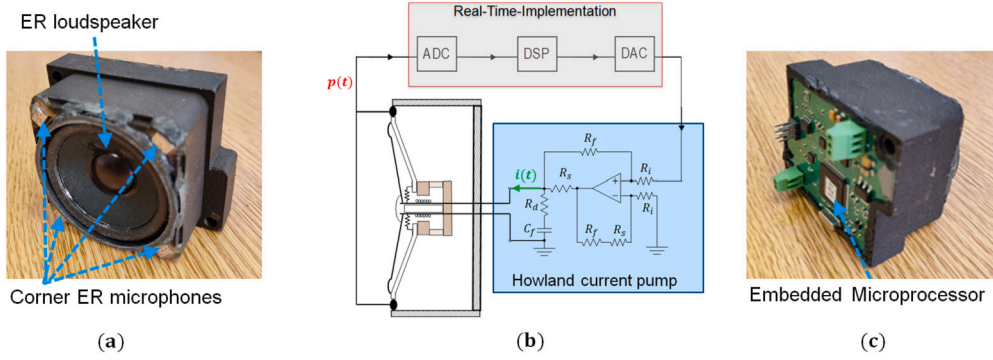 ER loudspeaker
Corner ER microphones
(a)
Real-Time-Implementation
ADC
DSP
DAC
p(t)
R_f
i(t)
R_s
R_i
R_d
+
−
R_i
C_f
R_f
R_s
Howland current pump
(b)
Embedded Microprocessor
(c)